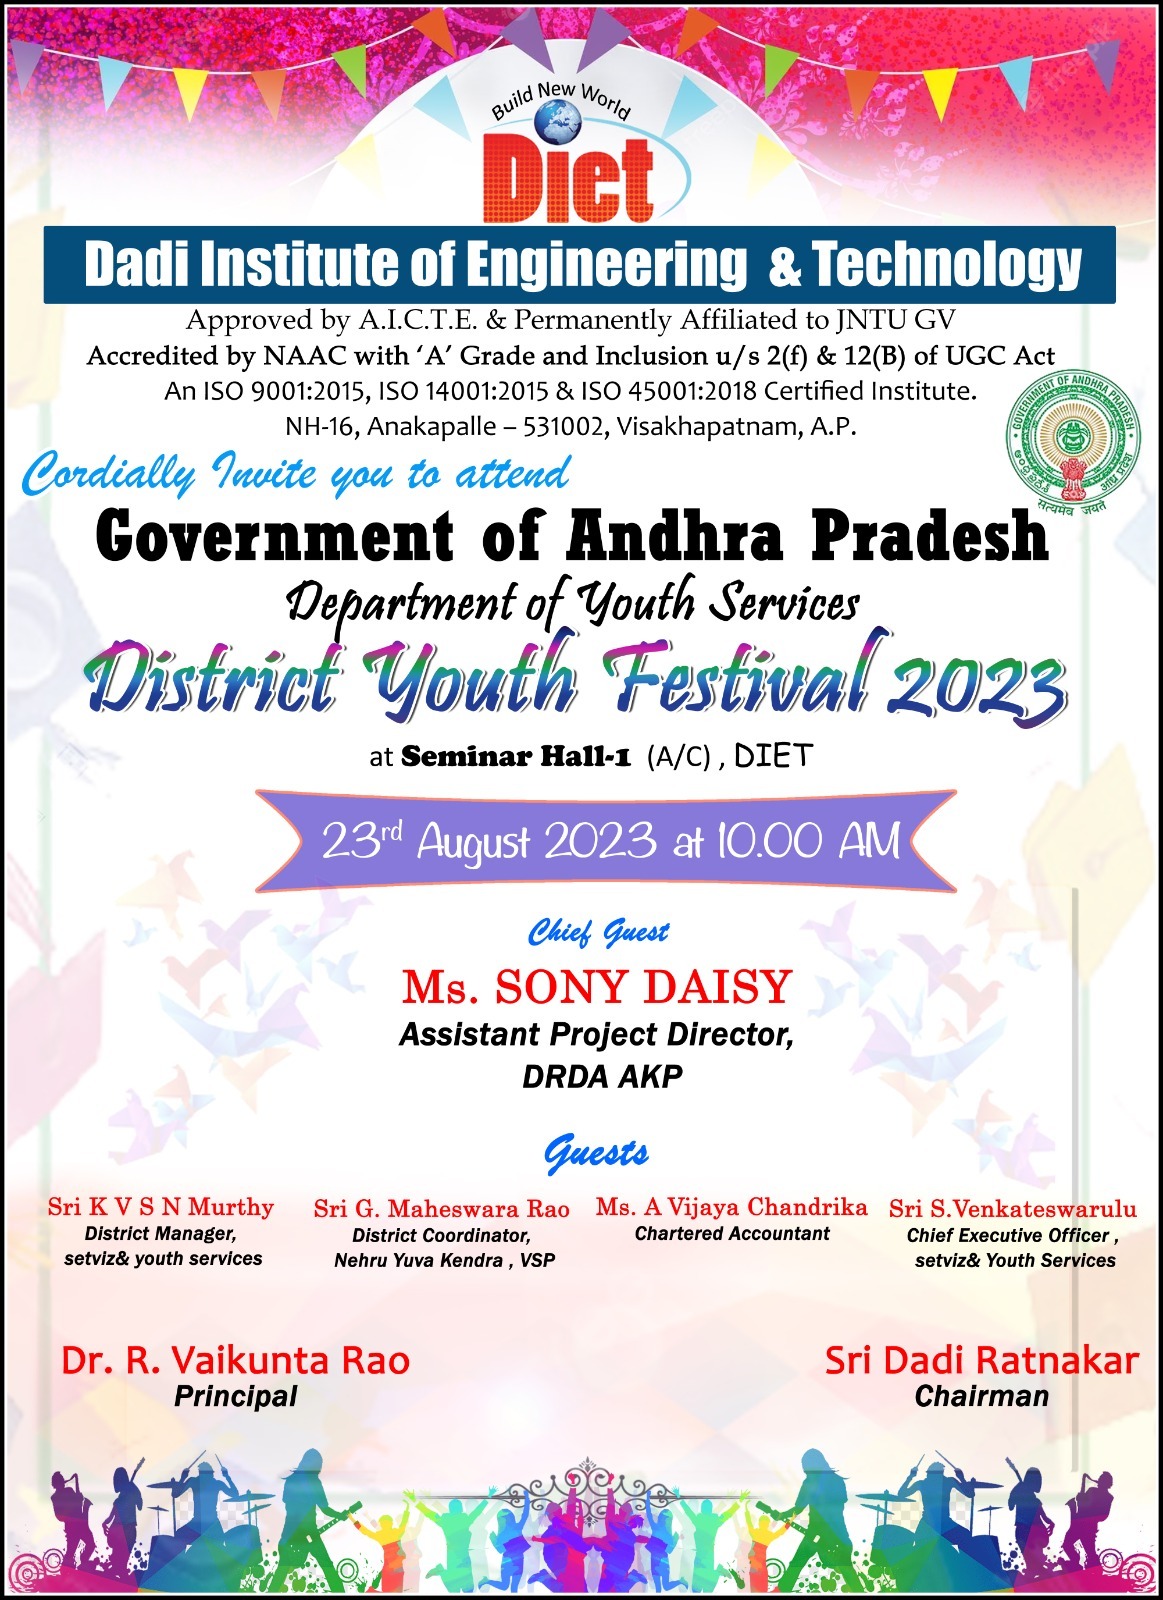 Build New World
Diet
Dadi Institute of Engineering & Technology
Approved by A.I.C.T.E. & Permanently Affiliated to JNTU GV
Accredited by NAAC with ‘A’ Grade and Inclusion u/s 2(f) & 12(B) of UGC Act
An ISO 9001:2015, ISO 14001:2015 & ISO 45001:2018 Certified Institute.
NH-16, Anakapalle – 531002, Visakhapatnam, A.P.
GOVERNMENT OF ANDHRA PRADESH
आंध्र प्रदेश
सत्यमेव जयते
Cordially Invite you to attend
Government of Andhra Pradesh
Department of Youth Services
District Youth Festival 2023
at Seminar Hall-1 (A/C) , DIET
23rd August 2023 at 10.00 AM
Chief Guest
Ms. SONY DAISY
Assistant Project Director,
DRDA AKP
Guests
Sri K V S N Murthy
District Manager,
setviz& youth services
Sri G. Maheswara Rao
District Coordinator,
Nehru Yuva Kendra , VSP
Ms. A Vijaya Chandrika
Chartered Accountant
Sri S.Venkateswarulu
Chief Executive Officer ,
setviz& Youth Services
Dr. R. Vaikunta Rao
Principal
Sri Dadi Ratnakar
Chairman